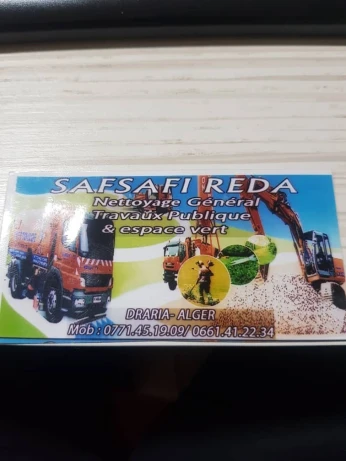 SAFSAFI REDA
Nettoyage Général
Travaux Publique
& espace vert
DRARIA- ALGER
Mob : 0771.45.19.09/ 0661.41.22.34